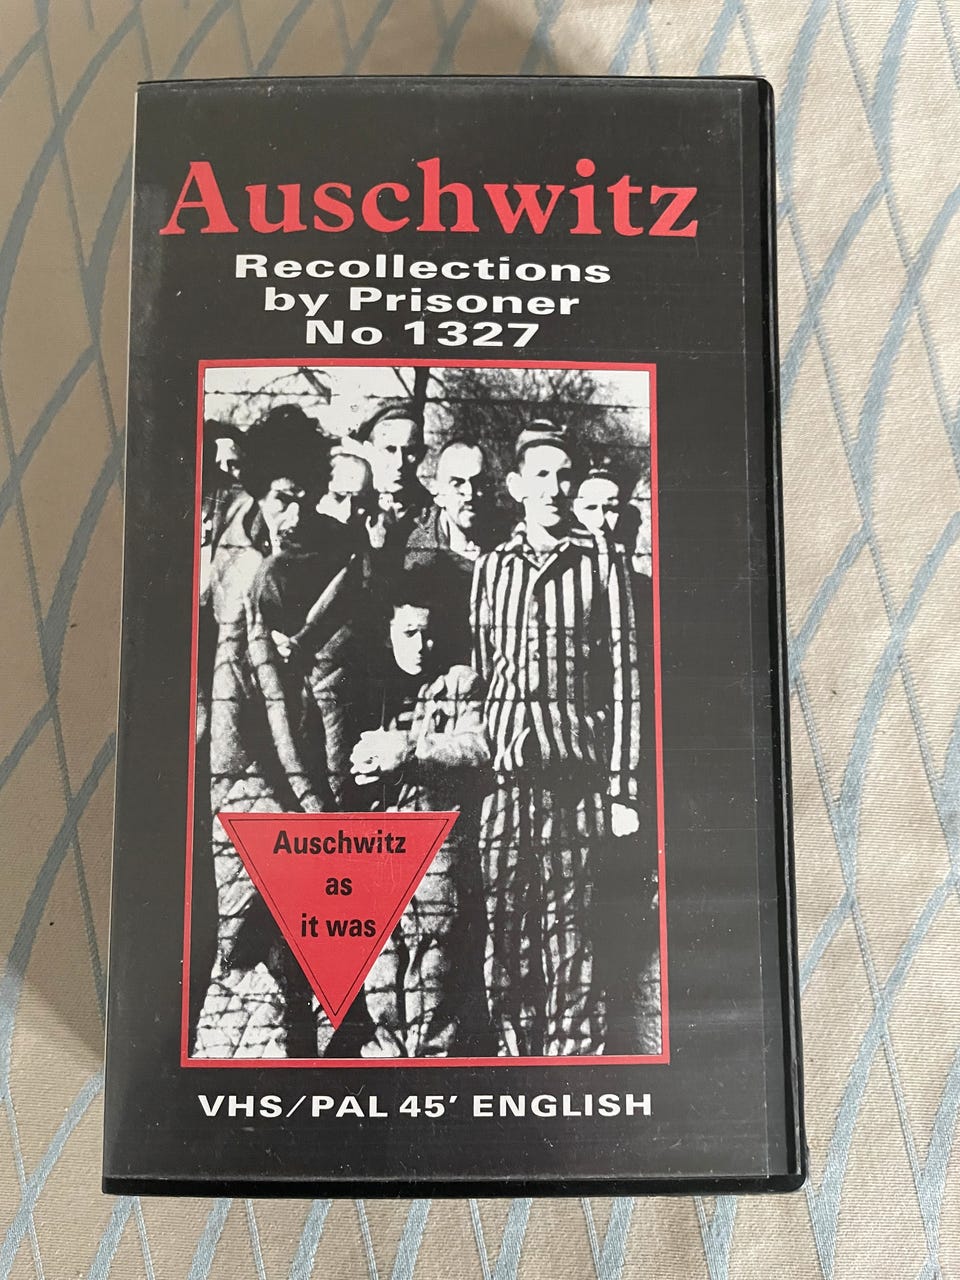 Auschwitz
Recollections
by Prisoner
No 1327
Auschwitz
as
it was
VHS/PAL 45' ENGLISH